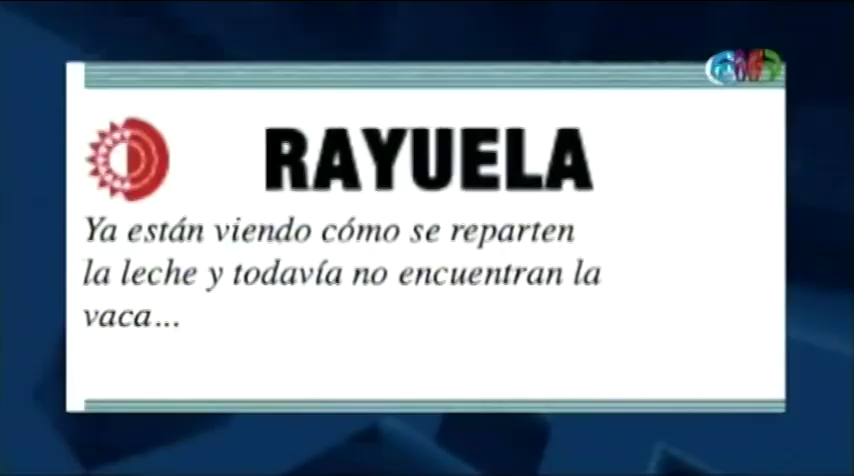 RAYUELA
Ya están viendo cómo se reparten
la leche y todavía no encuentran la
vaca...